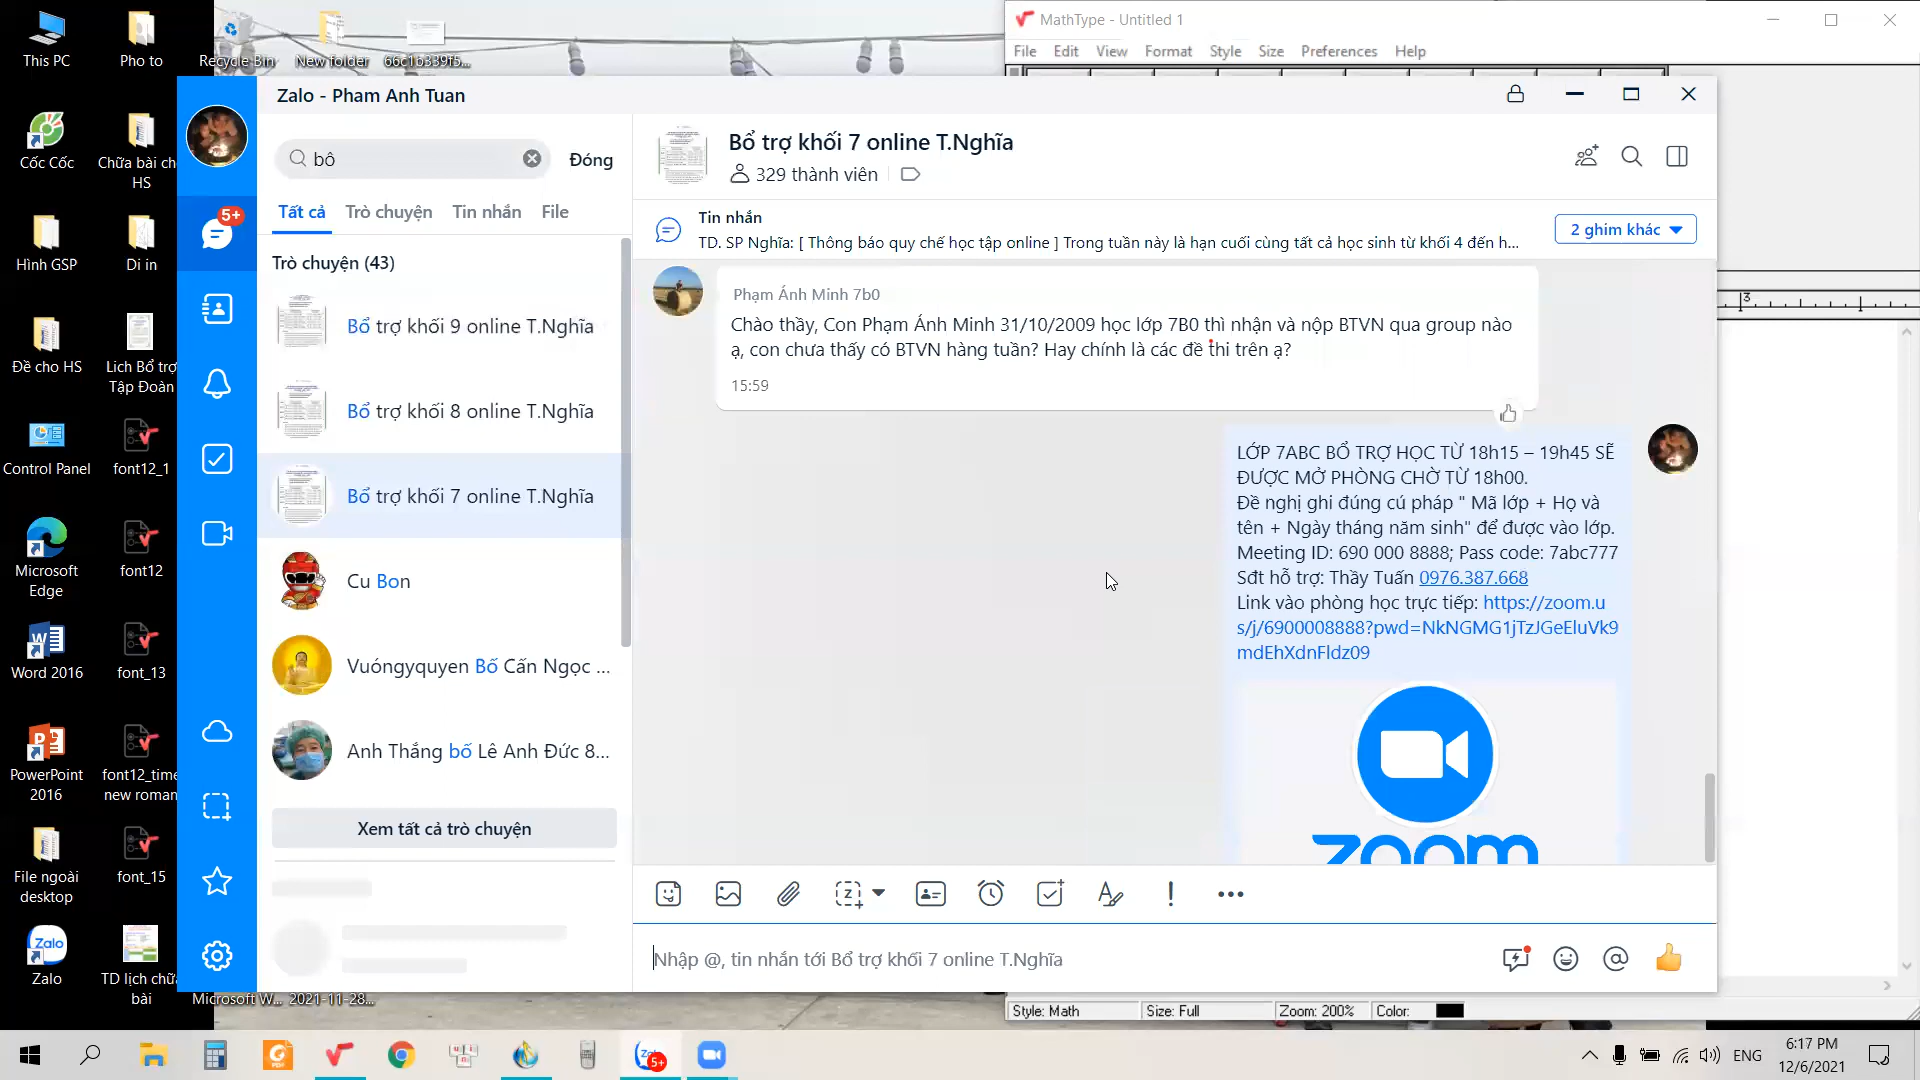 This PC
Pho to
Recycle Bin
New folder
66c1b339f5...
Cốc Cốc
Chữa bài ch
HS
Hình GSP
Di in
Đề cho HS
Lich Bổ trợ
Tập Đoàn
Control Panel
font12_1
Microsoft
Edge
font12
Word 2016
font_13
PowerPoint
2016
font12_time
new roman
File ngoài
desktop
font_15
Zalo
TD lịch chữa
bài
Microsoft W...
2021-11-28...
MathType - Untitled 1
File Edit View Format Style Size Preferences Help
Zalo - Pham Anh Tuan
bô
Đóng
5+
Tất cả Trò chuyện Tin nhắn File
Trò chuyện (43)
Bổ trợ khối 9 online T.Nghĩa
Bổ trợ khối 8 online T.Nghĩa
Bổ trợ khối 7 online T.Nghĩa
Cu Bon
Vuóngyquyen Bố Cấn Ngọc ...
Anh Thắng bố Lê Anh Đức 8...
Xem tất cả trò chuyện
Bổ trợ khối 7 online T.Nghĩa
329 thành viên
Tin nhắn
TD. SP Nghĩa: [ Thông báo quy chế học tập online ] Trong tuần này là hạn cuối cùng tất cả học sinh từ khối 4 đến h...
2 ghim khác
Phạm Ánh Minh 7b0
Chào thầy, Con Phạm Ánh Minh 31/10/2009 học lớp 7B0 thì nhận và nộp BTVN qua group nào
ạ, con chưa thấy có BTVN hàng tuần? Hay chính là các đề thi trên ạ?
15:59
LỚP 7ABC BỔ TRỢ HỌC TỪ 18h15 – 19h45 SẼ
ĐƯỢC MỞ PHÒNG CHỜ TỪ 18h00.
Đề nghị ghi đúng cú pháp " Mã lớp + Họ và
tên + Ngày tháng năm sinh" để được vào lớp.
Meeting ID: 690 000 8888; Pass code: 7abc777
Sđt hỗ trợ: Thầy Tuấn 0976.387.668
Link vào phòng học trực tiếp: https://zoom.u
s/j/6900008888?pwd=NkNGMG1jTzJGeEluVk9
mdEhXdnFldz09
zoom
Nhập @, tin nhắn tới Bổ trợ khối 7 online T.Nghĩa
3
Style: Math
Size: Full
Zoom: 200%
Color:
5+
ENG
6:17 PM
12/6/2021